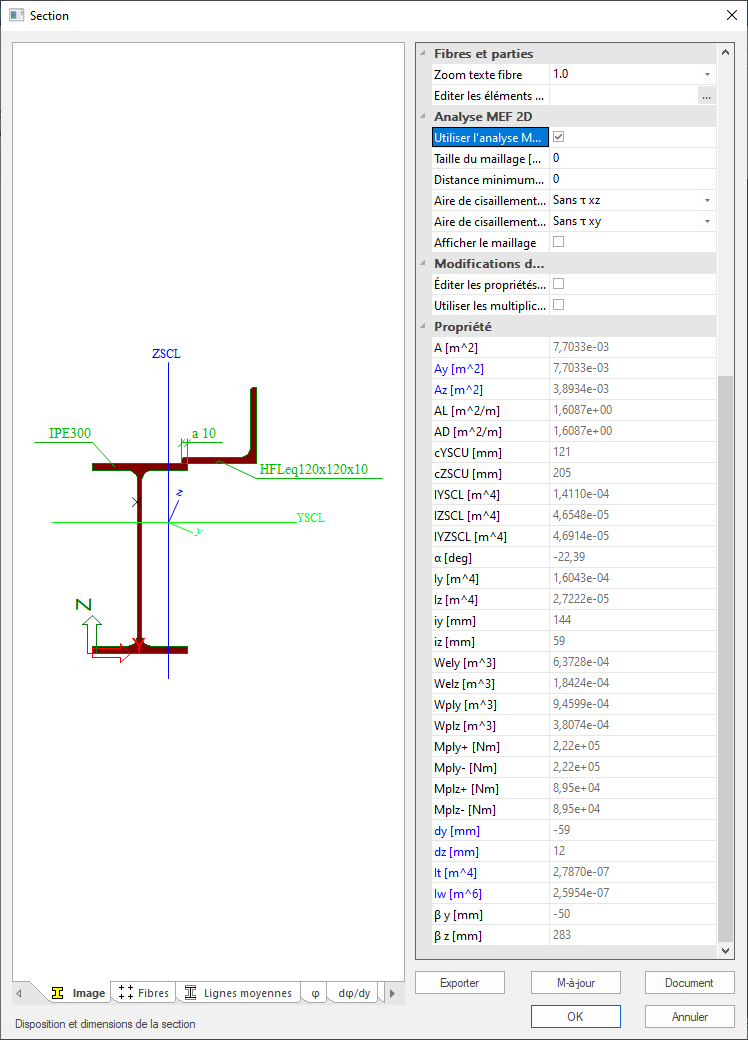 Section
ZSCL
IPE300
a 10
HFLeq120x120x10
z
YSCL
y
Z
Y
Image
Fibres
Lignes moyennes
φ
dφ/dy
Disposition et dimensions de la section
Fibres et parties
Zoom texte fibre 1.0
Editer les éléments ... ...
Analyse MEF 2D
Utiliser l'analyse M...
Taille du maillage [... 0
Distance minimum... 0
Aire de cisaillement... Sans τ xz
Aire de cisaillement... Sans τ xy
Afficher le maillage
Modifications d...
Éditer les propriétés...
Utiliser les multiplic...
Propriété
A [m^2] 7,7033e-03
Ay [m^2] 7,7033e-03
Az [m^2] 3,8934e-03
AL [m^2/m] 1,6087e+00
AD [m^2/m] 1,6087e+00
cYSCU [mm] 121
cZSCU [mm] 205
IYSCL [m^4] 1,4110e-04
IZSCL [m^4] 4,6548e-05
IYZSCL [m^4] 4,6914e-05
α [deg] -22,39
Iy [m^4] 1,6043e-04
Iz [m^4] 2,7222e-05
iy [mm] 144
iz [mm] 59
Wely [m^3] 6,3728e-04
Welz [m^3] 1,8424e-04
Wply [m^3] 9,4599e-04
Wplz [m^3] 3,8074e-04
Mply+ [Nm] 2,22e+05
Mply- [Nm] 2,22e+05
Mplz+ [Nm] 8,95e+04
Mplz- [Nm] 8,95e+04
dy [mm] -59
dz [mm] 12
It [m^4] 2,7870e-07
Iw [m^6] 2,5954e-07
β y [mm] -50
β z [mm] 283
Exporter
M-à-jour
Document
OK
Annuler